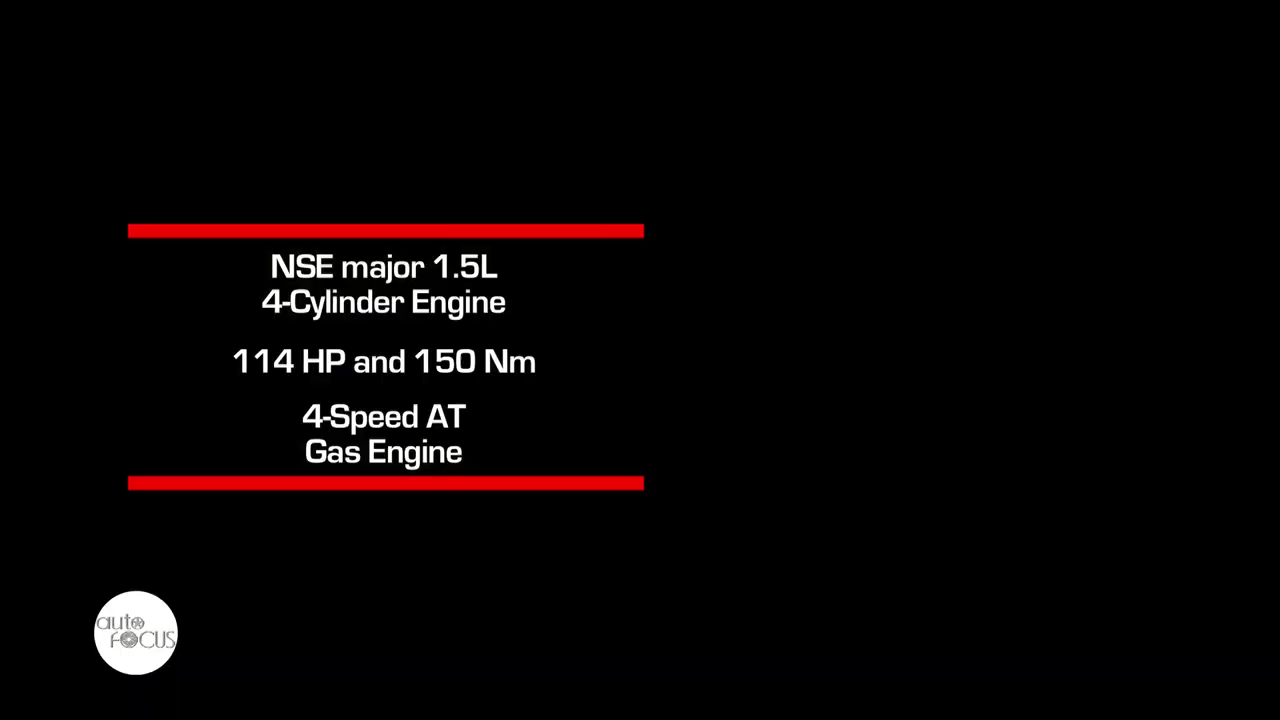 NSE major 1.5L
4-Cylinder Engine
114 HP and 150 Nm
4-Speed AT
Gas Engine
auto
FOCUS